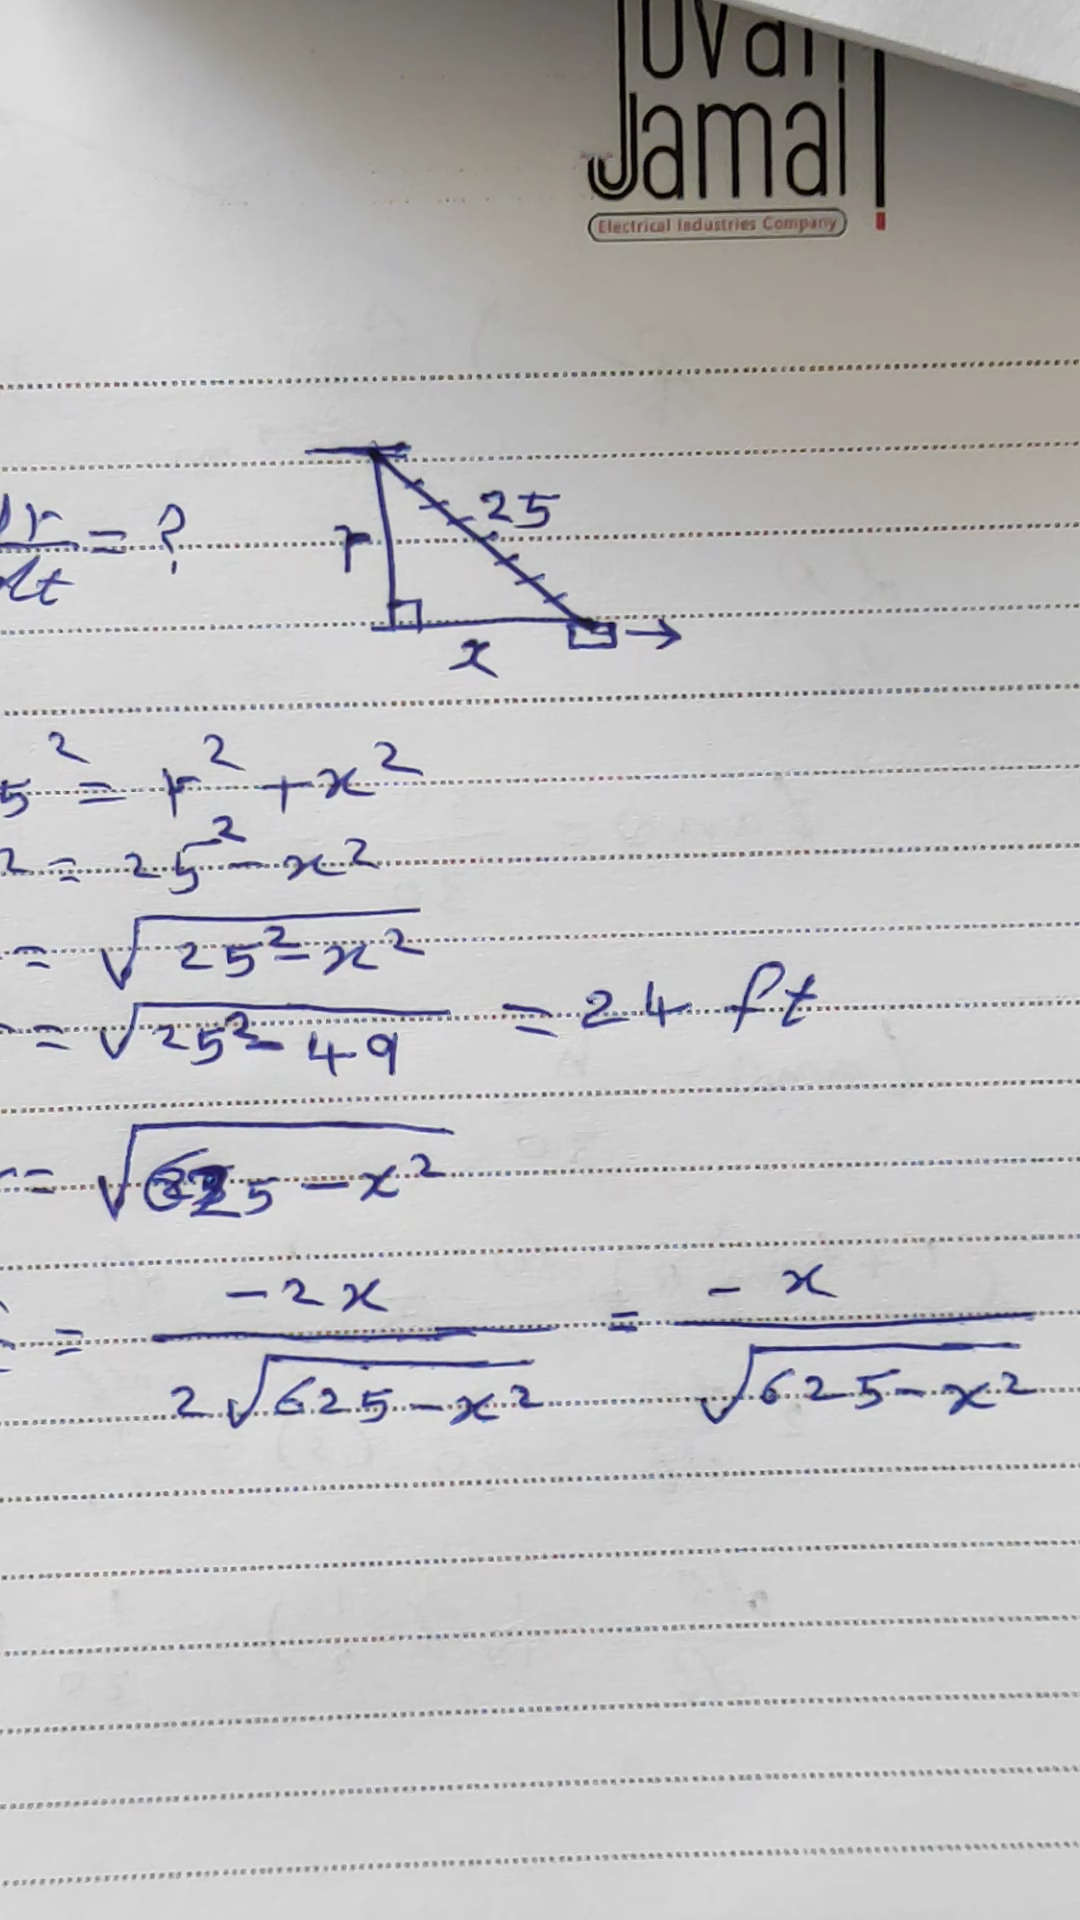 Jamal
Electrical Industries Company
dr/dt = ?
25
r
x
5² = r² + x²
² = 25² - x²
= √(25² - x²)
= √(25² - 49) = 24 ft
= √(625 - x²)
= -2x / 2√(625 - x²) = -x / √(625 - x²)